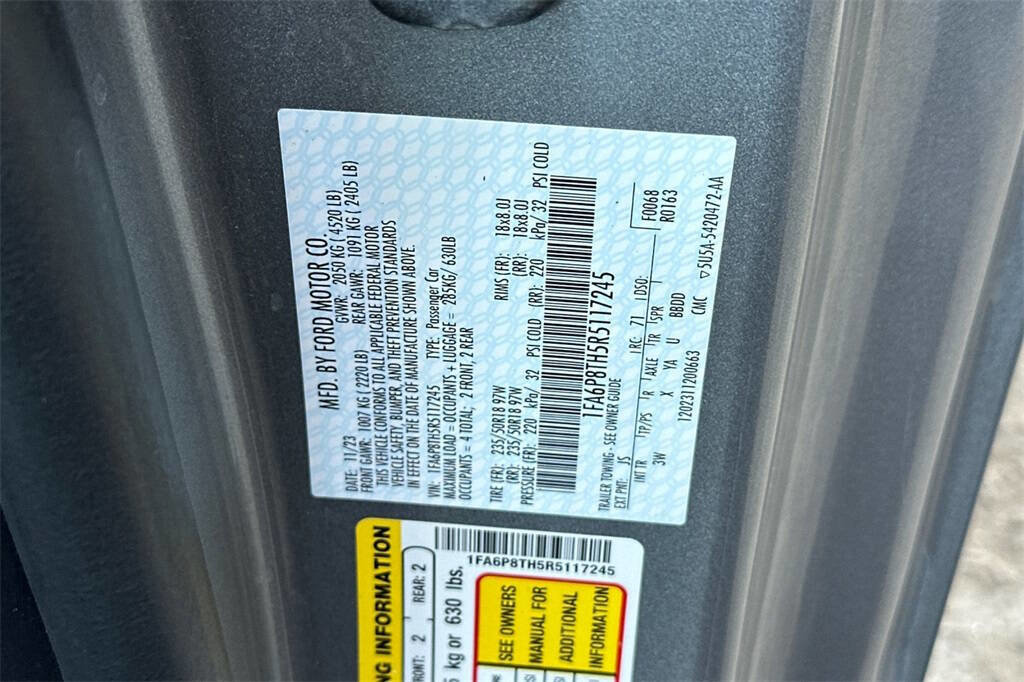 MFD. BY FORD MOTOR CO.
DATE: 11/23 GVWR: 2050 KG ( 4520 LB)
FRONT GAWR: 1007 KG ( 2220 LB) REAR GAWR: 1091 KG ( 2405 LB)
THIS VEHICLE CONFORMS TO ALL APPLICABLE FEDERAL MOTOR
VEHICLE SAFETY, BUMPER, AND THEFT PREVENTION STANDARDS
IN EFFECT ON THE DATE OF MANUFACTURE SHOWN ABOVE.
VIN: 1FA6P8TH5R5117245 TYPE: Passenger Car
MAXIMUM LOAD = OCCUPANTS + LUGGAGE = 285KG/ 630LB
OCCUPANTS = 4 TOTAL; 2 FRONT, 2 REAR
TIRE (FR): 235/50R18 97W RIMS (FR): 18x8.0J
(RR): 235/50R18 97W (RR): 18x8.0J
PRESSURE (FR): 220 kPa/ 32 PSI COLD (RR): 220 kPa/ 32 PSI COLD
1FA6P8TH5R5117245
TRAILER TOWING - SEE OWNER GUIDE
EXT PNT: JS RC: 71 DSO: F0068
R0163
INT TR TP/PS R AXLE TR SPR
3W X YA U BBDD
1202311200663 CMC ▽5U5A-5420472-AA
NG INFORMATION
FRONT: 2 REAR: 2
kg or 630 lbs.
1FA6P8TH5R5117245
SEE OWNERS
MANUAL FOR
ADDITIONAL
INFORMATION